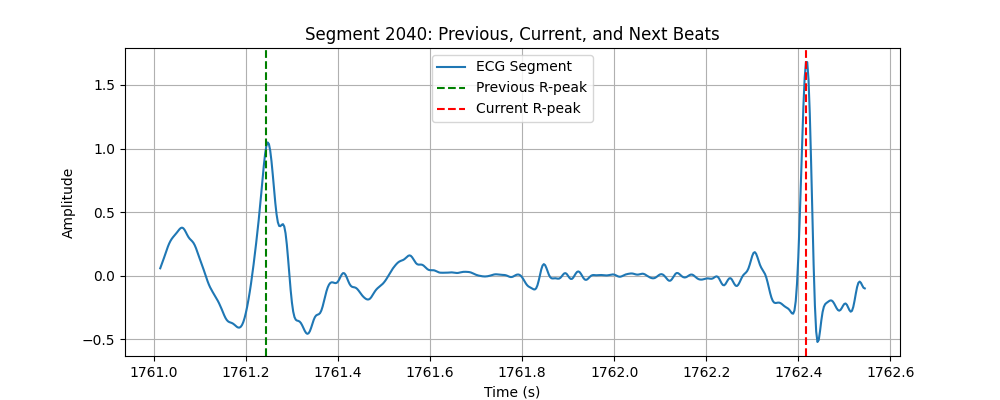 Segment 2040: Previous, Current, and Next Beats
ECG Segment
Previous R-peak
Current R-peak
Amplitude
1.5
1.0
0.5
0.0
−0.5
1761.0 1761.2 1761.4 1761.6 1761.8 1762.0 1762.2 1762.4 1762.6
Time (s)